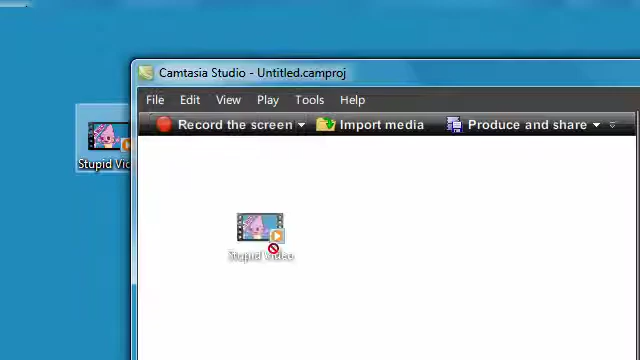 Camtasia Studio - Untitled.camproj
File Edit View Play Tools Help
Record the screen Import media Produce and share
Stupid
Stupid Video